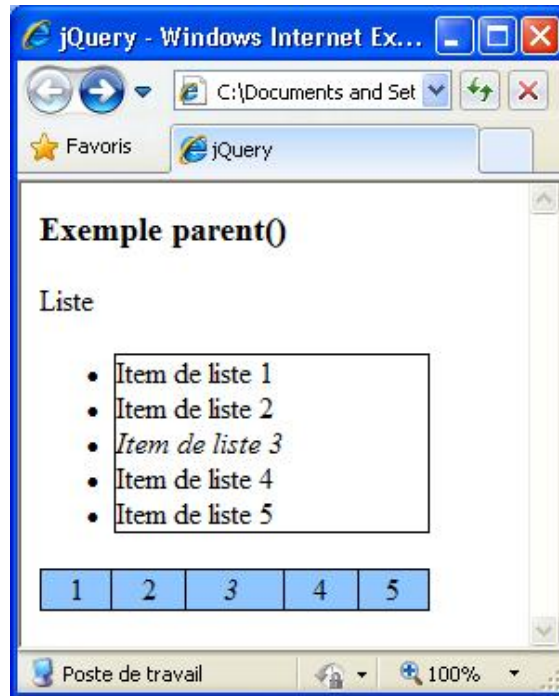 jQuery - Windows Internet Ex...
C:\Documents and Set
Favoris
jQuery
Exemple parent()
Liste
Item de liste 1
Item de liste 2
Item de liste 3
Item de liste 4
Item de liste 5
1 2 3 4 5
Poste de travail 100%